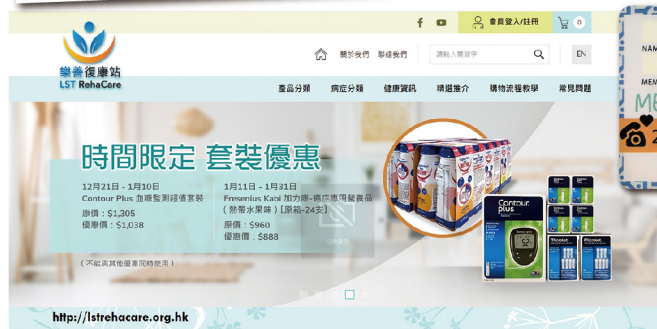 會員登入/註冊
0
樂善復康站
LST RehaCare
關於我們 聯絡我們
請輸入關鍵字
EN
產品分類 病症分類 健康資訊 精選推介 購物流程教學 常見問題
時間限定 套裝優惠
12月21日 - 1月10日
Contour Plus 血糖監測超值套裝
原價:$1,305
優惠價:$1,038
1月11日 - 1月31日
Fresenius Kabi 加力康-癌症專用營養品
(熱帶水果味)[原箱-24支]
原價:$960
優惠價:$888
(不能與其他優惠同時使用)
Contour
plus
http://lstrehacare.org.hk
NAM
MEM
ME
2